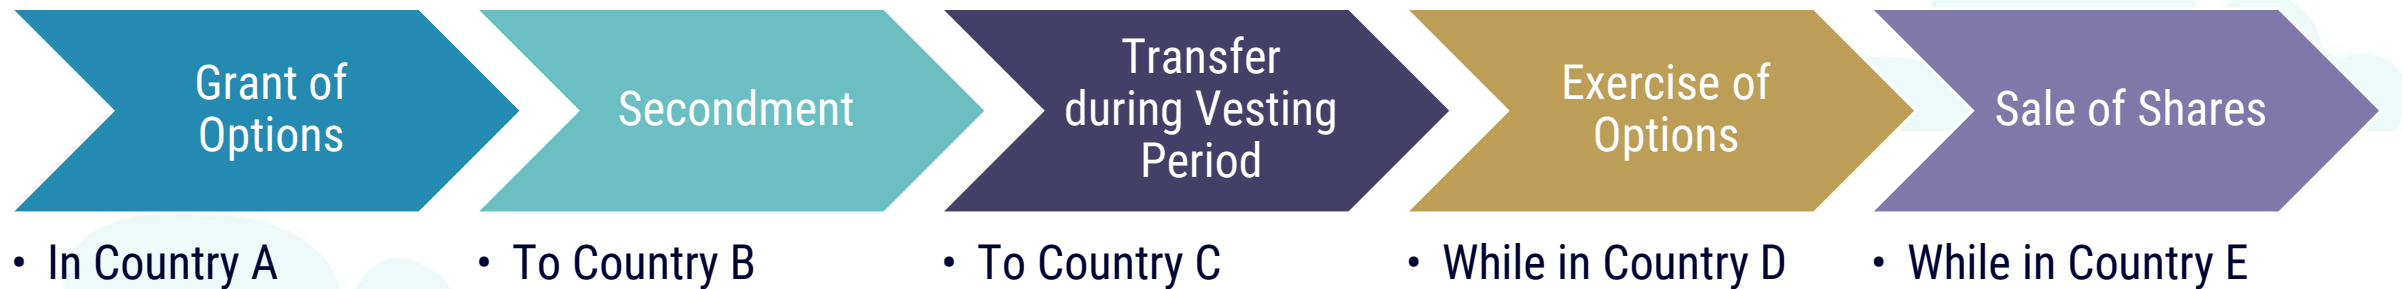 Grant of
Options
Secondment
Transfer
during Vesting
Period
Exercise of
Options
Sale of Shares
• In Country A
• To Country B
• To Country C
• While in Country D
• While in Country E